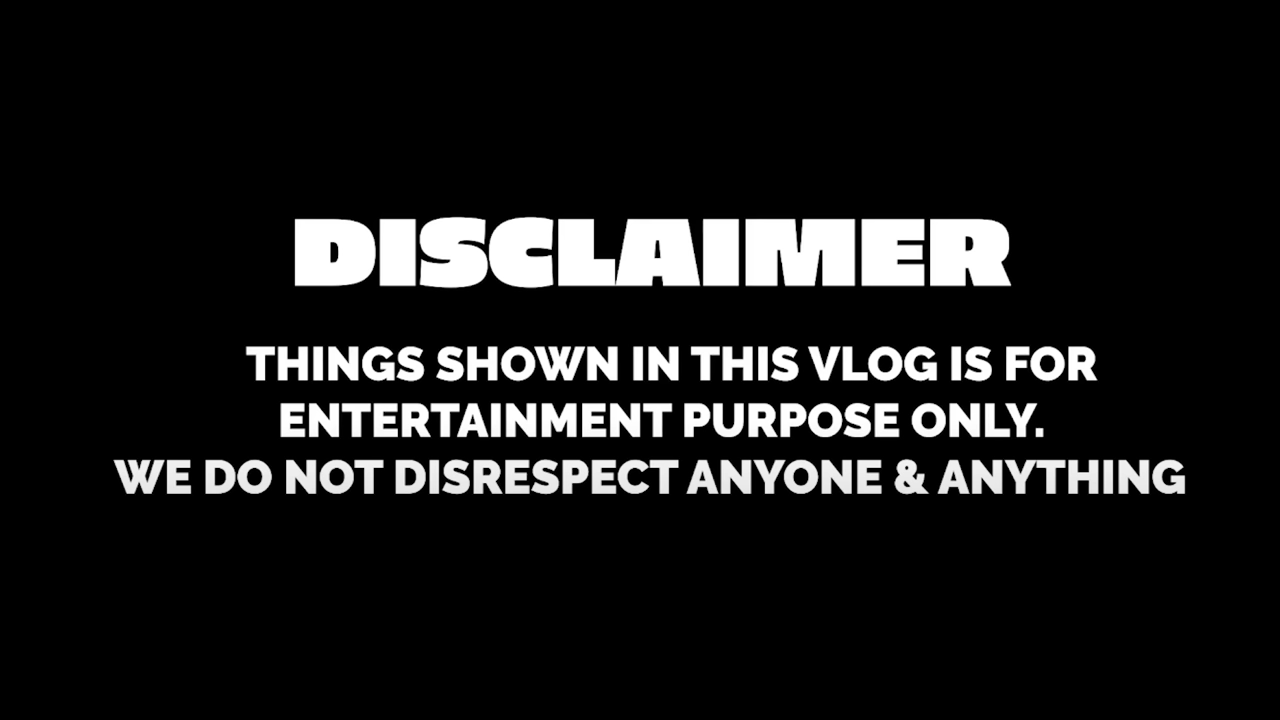 DISCLAIMER
THINGS SHOWN IN THIS VLOG IS FOR
ENTERTAINMENT PURPOSE ONLY.
WE DO NOT DISRESPECT ANYONE & ANYTHING